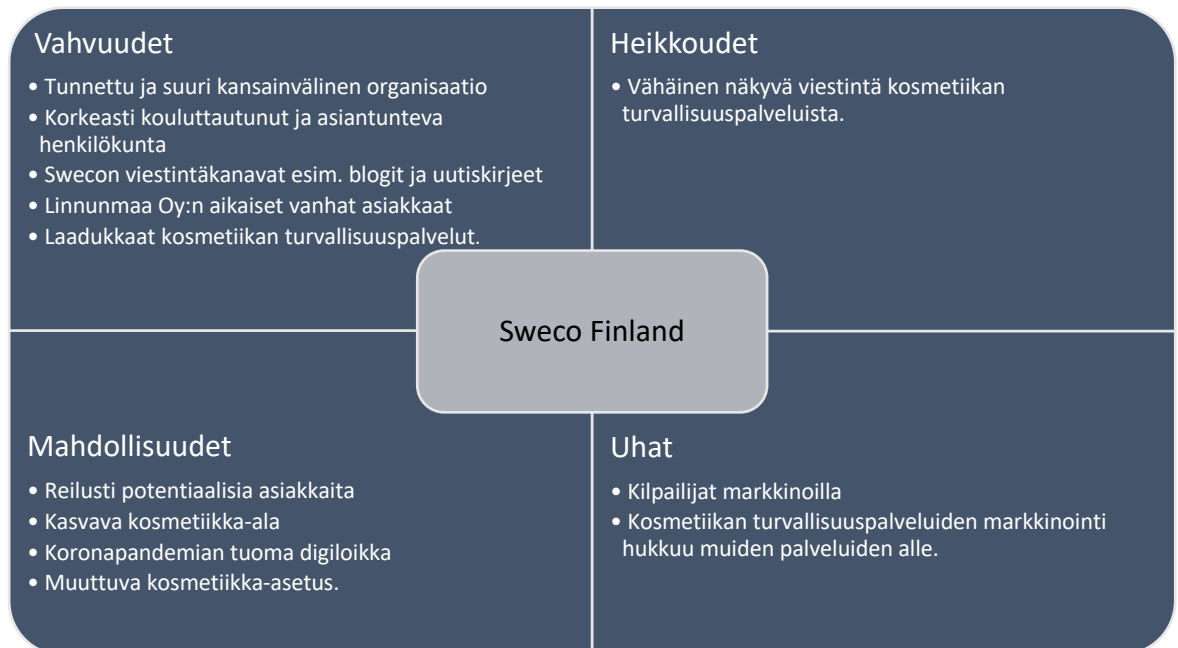 Vahvuudet
• Tunnettu ja suuri kansainvälinen organisaatio
• Korkeasti kouluttautunut ja asiantunteva
henkilökunta
• Swecon viestintäkanavat esim. blogit ja uutiskirjeet
• Linnunmaa Oy:n aikaiset vanhat asiakkaat
• Laadukkaat kosmetiikan turvallisuuspalvelut.
Heikkoudet
• Vähäinen näkyvä viestintä kosmetiikan
turvallisuuspalveluista.
Sweco Finland
Mahdollisuudet
• Reilusti potentiaalisia asiakkaita
• Kasvava kosmetiikka-ala
• Koronapandemian tuoma digiloikka
• Muuttuva kosmetiikka-asetus.
Uhat
• Kilpailijat markkinoilla
• Kosmetiikan turvallisuuspalveluiden markkinointi
hukkuu muiden palveluiden alle.